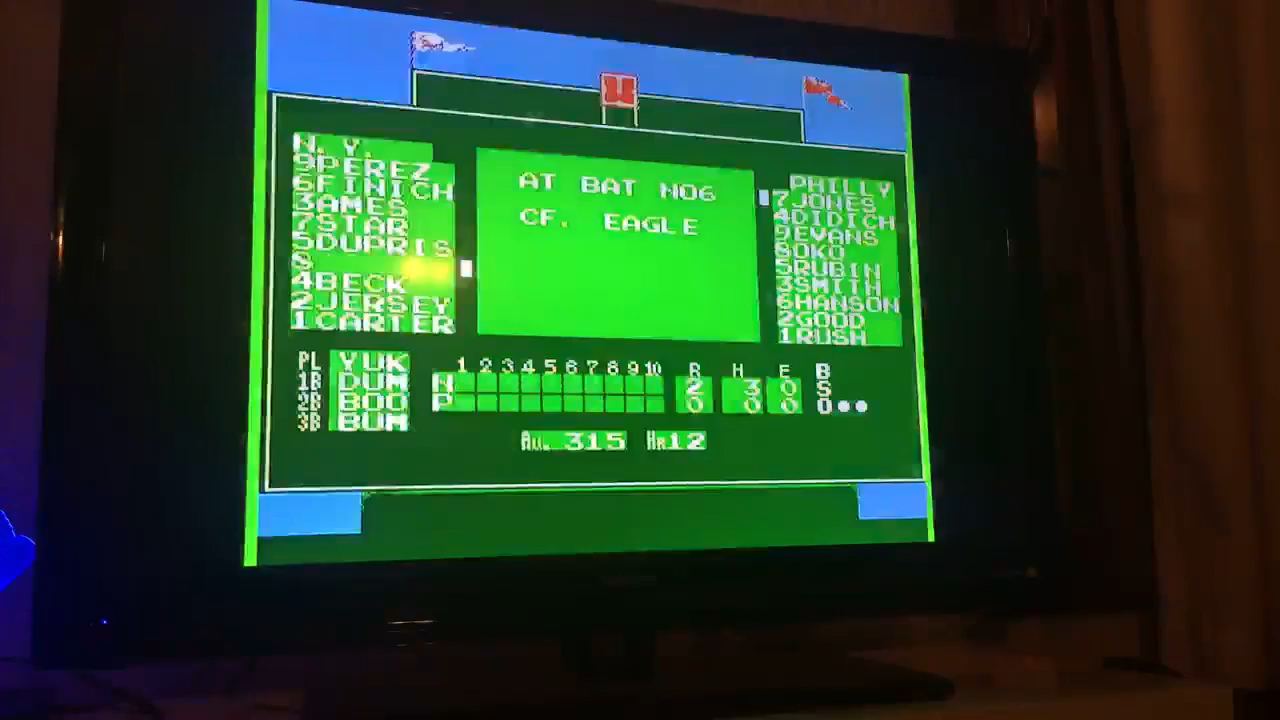 N.Y.
9PEREZ
6FINICH
3AMES
7STAR
5DUPRIS
8
4BECK
2JERSEY
1CARTER
AT BAT NO6
CF. EAGLE
PHILLY
7JONES
4DIDICH
9EVANS
8OKO
5RUBIN
3SMITH
6HANSON
2GOOD
1RUSH
PL YUK
1B DUM
2B BOO
3B BUM
1 2 3 4 5 6 7 8 9 10 R H E B
N 2 3 0 S
P 0 0 0 O
AV. 315 HR12